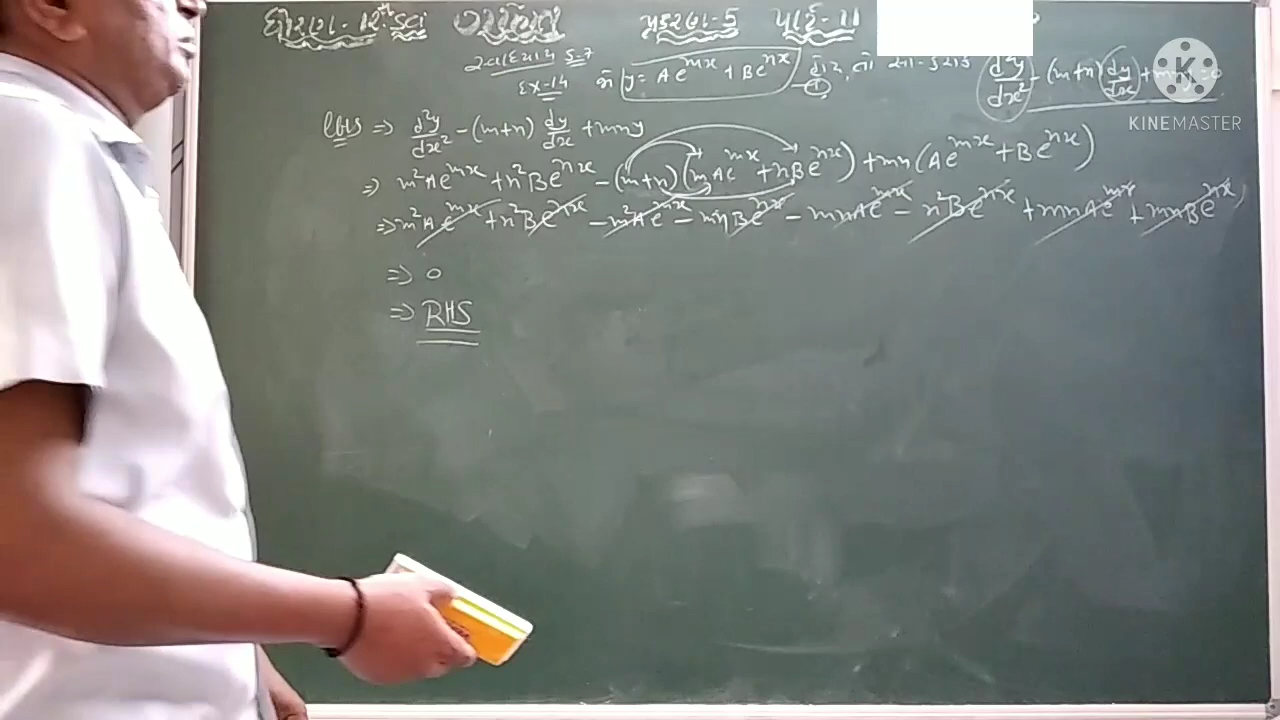 ધોરણ-12th sci ગણિત પ્રકરણ-5 પાર્ટ-11
સ્વાધ્યાય 5.7
Ex-14 જો y = Ae^{mx} + Be^{nx} —① હોય, તો સા-કરો કે d²y/dx² - (m+n) dy/dx + mny = 0
LHS ⇒ d²y/dx² - (m+n) dy/dx + mny
⇒ m²Ae^{mx} + n²Be^{nx} - (m+n)(mAe^{mx} + nBe^{nx}) + mn(Ae^{mx} + Be^{nx})
⇒ m²Ae^{mx} + n²Be^{nx} - m²Ae^{mx} - mnBe^{nx} - mnAe^{mx} - n²Be^{nx} + mnAe^{mx} + mnBe^{nx}
⇒ 0
⇒ RHS
K
KINEMASTER